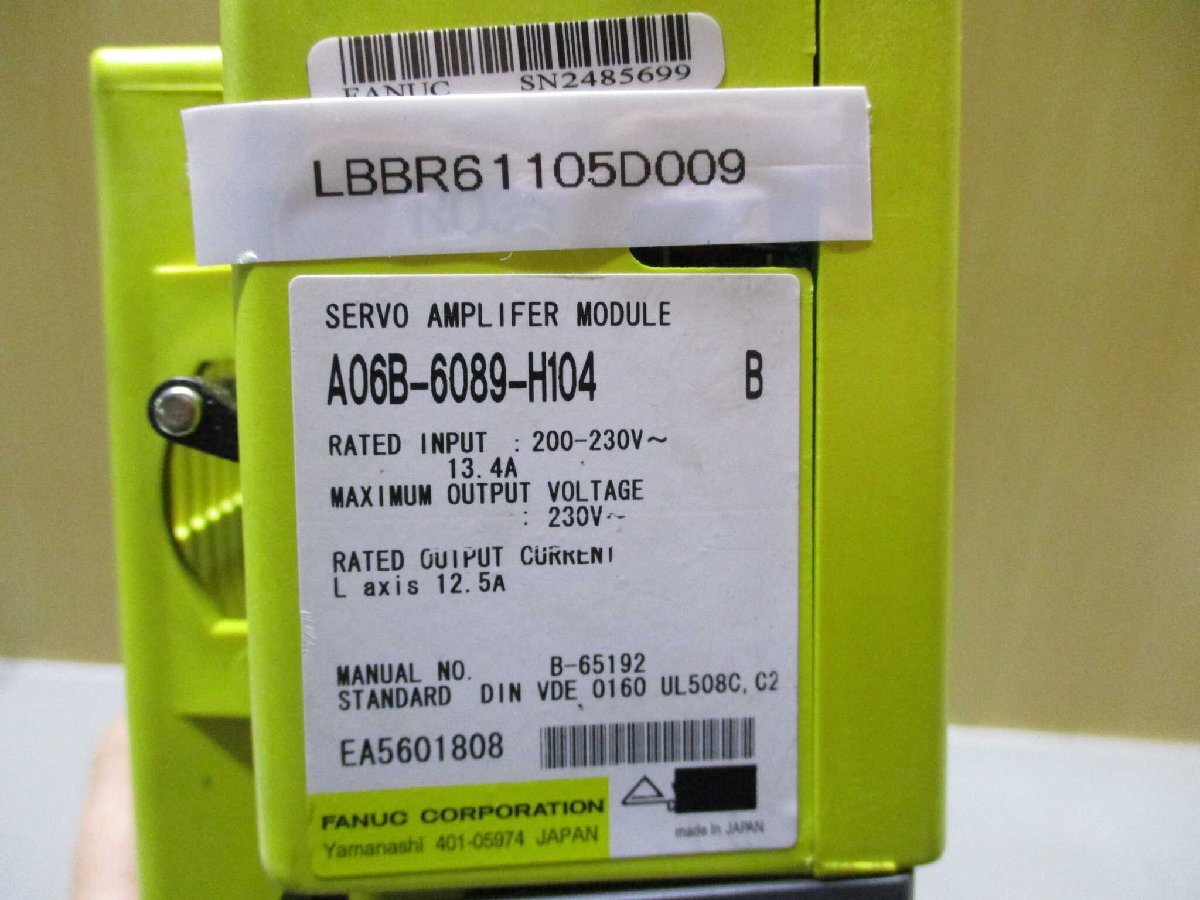 FANUC SN2485699
LBBR61105D009
SERVO AMPLIFER MODULE
A06B-6089-H104 B
RATED INPUT : 200-230V~
13.4A
MAXIMUM OUTPUT VOLTAGE
: 230V~
RATED OUTPUT CURRENT
L axis 12.5A
MANUAL NO. B-65192
STANDARD DIN VDE 0160 UL508C, C2
EA5601808
FANUC CORPORATION
Yamanashi 401-05974 JAPAN
made in JAPAN